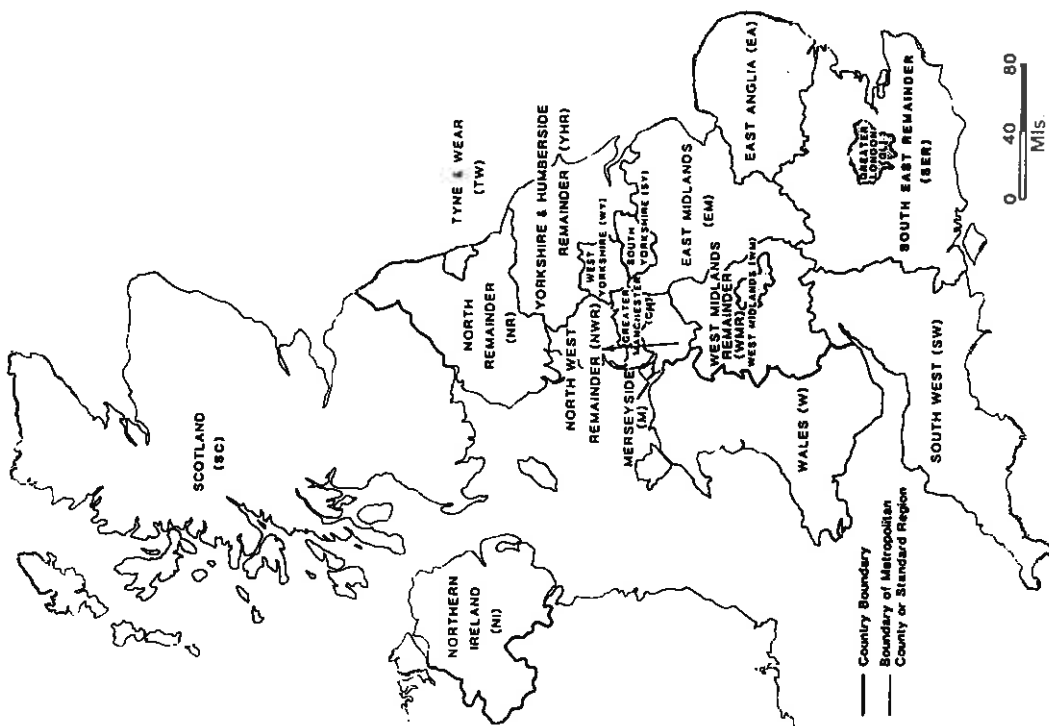 SCOTLAND
(SC)
NORTHERN
IRELAND
(NI)
TYNE & WEAR
(TW)
NORTH
REMAINDER
(NR)
YORKSHIRE & HUMBERSIDE
REMAINDER (YHR)
NORTH WEST
REMAINDER (NWR)
WEST
YORKSHIRE (WY)
GREATER
MANCHESTER
(GM)
SOUTH
YORKSHIRE (SY)
MERSEYSIDE
(M)
EAST MIDLANDS
(EM)
WEST MIDLANDS
REMAINDER
(WMR)
WEST MIDLANDS (WM)
EAST ANGLIA (EA)
WALES (W)
GREATER
LONDON
(GL)
SOUTH EAST REMAINDER
(SER)
SOUTH WEST (SW)
Country Boundary
Boundary of Metropolitan
County or Standard Region
0 40 80
Mls.